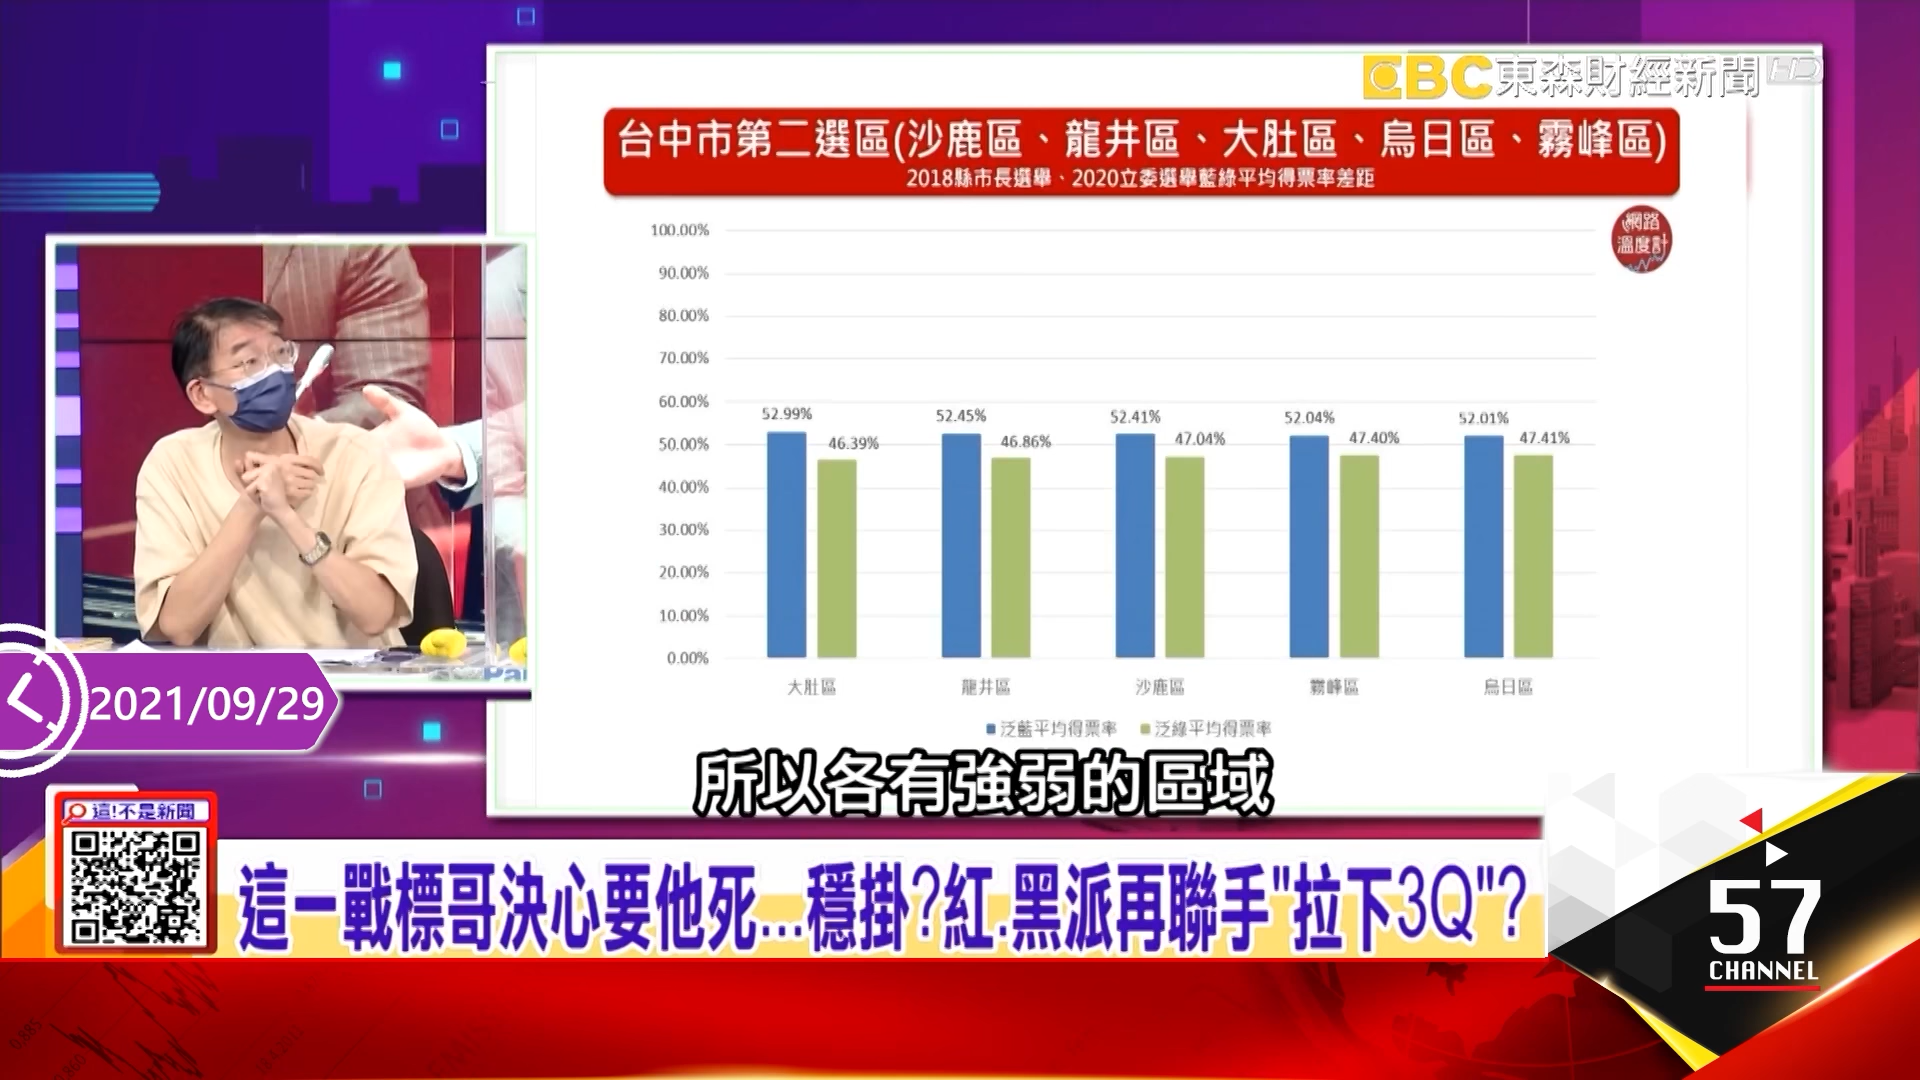 EBC東森財經新聞 HD
台中市第二選區(沙鹿區、龍井區、大肚區、烏日區、霧峰區)
2018縣市長選舉、2020立委選舉藍綠平均得票率差距
網路
溫度計
100.00%
90.00%
80.00%
70.00%
60.00%
50.00%
40.00%
30.00%
20.00%
10.00%
0.00%
52.99%
46.39%
52.45%
46.86%
52.41%
47.04%
52.04%
47.40%
52.01%
47.41%
大肚區
龍井區
沙鹿區
霧峰區
烏日區
泛藍平均得票率 泛綠平均得票率
2021/09/29
所以各有強弱的區域
這!不是新聞
這一戰標哥決心要他死...穩掛?紅.黑派再聯手"拉下3Q"?
57
CHANNEL